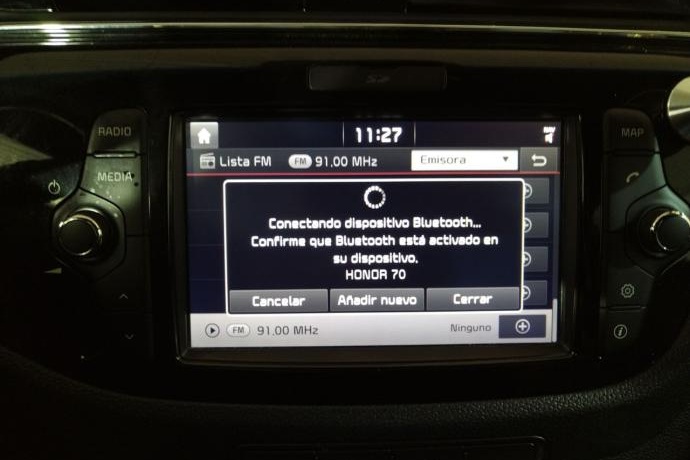 SD
RADIO
MEDIA
MAP
11:27
Lista FM
FM 91.00 MHz
Emisora
Conectando dispositivo Bluetooth...
Confirme que Bluetooth está activado en
su dispositivo.
HONOR 70
Cancelar
Añadir nuevo
Cerrar
FM 91.00 MHz
Ninguno